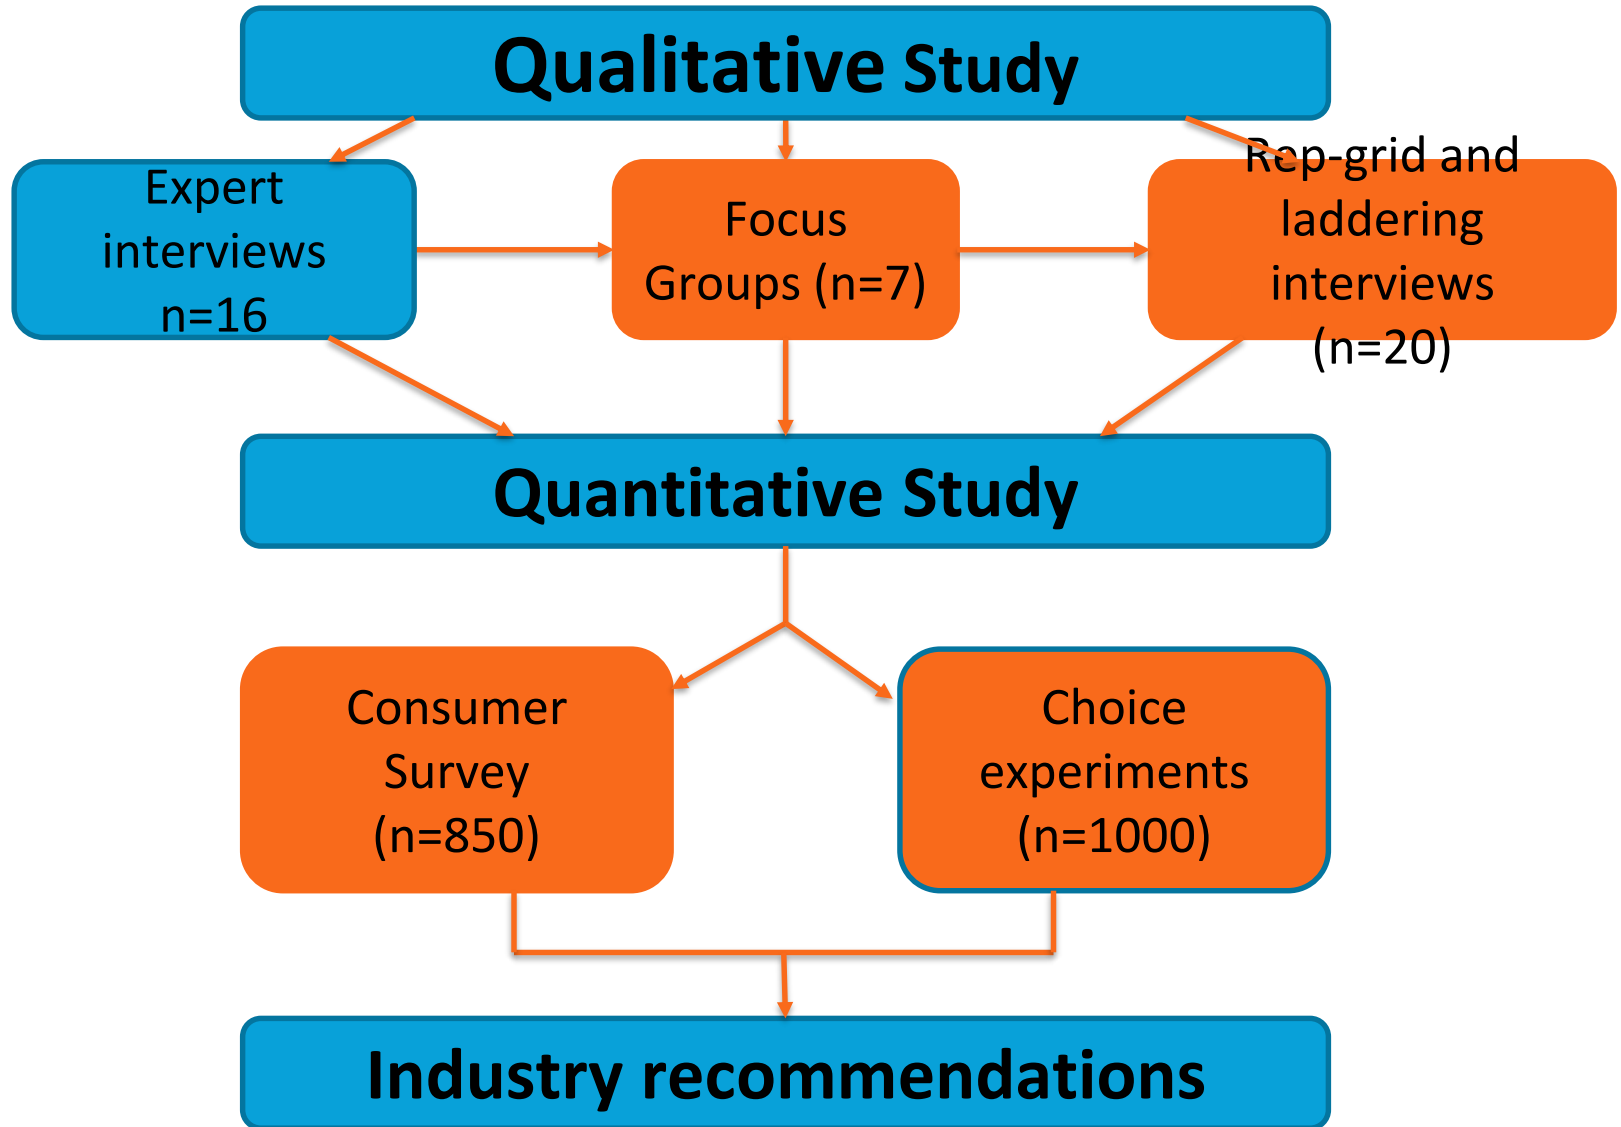 Qualitative Study
Expert
interviews
n=16
Focus
Groups (n=7)
Rep-grid and
laddering
interviews
(n=20)
Quantitative Study
Consumer
Survey
(n=850)
Choice
experiments
(n=1000)
Industry recommendations